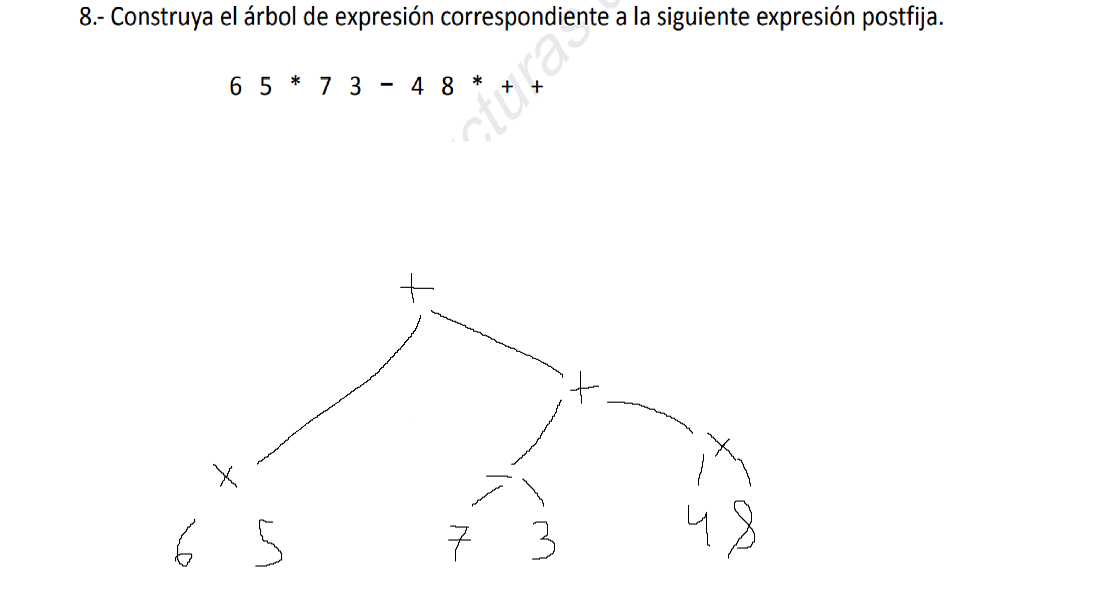 8.- Construya el árbol de expresión correspondiente a la siguiente expresión postfija.
6 5 * 7 3 - 4 8 * + +
cturas
+
+
×
-
×
6 5 7 3 4 8